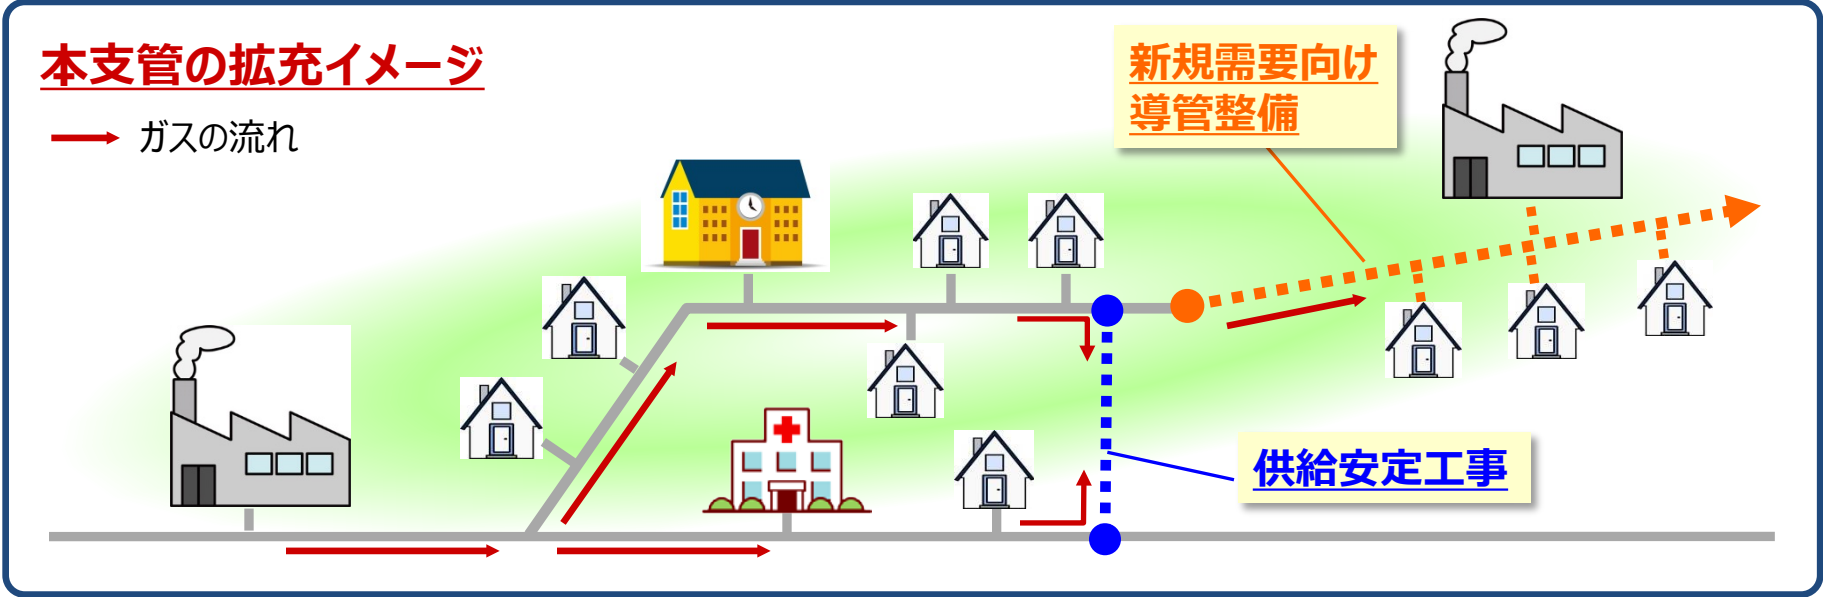 本支管の拡充イメージ
ガスの流れ
新規需要向け
導管整備
供給安定工事